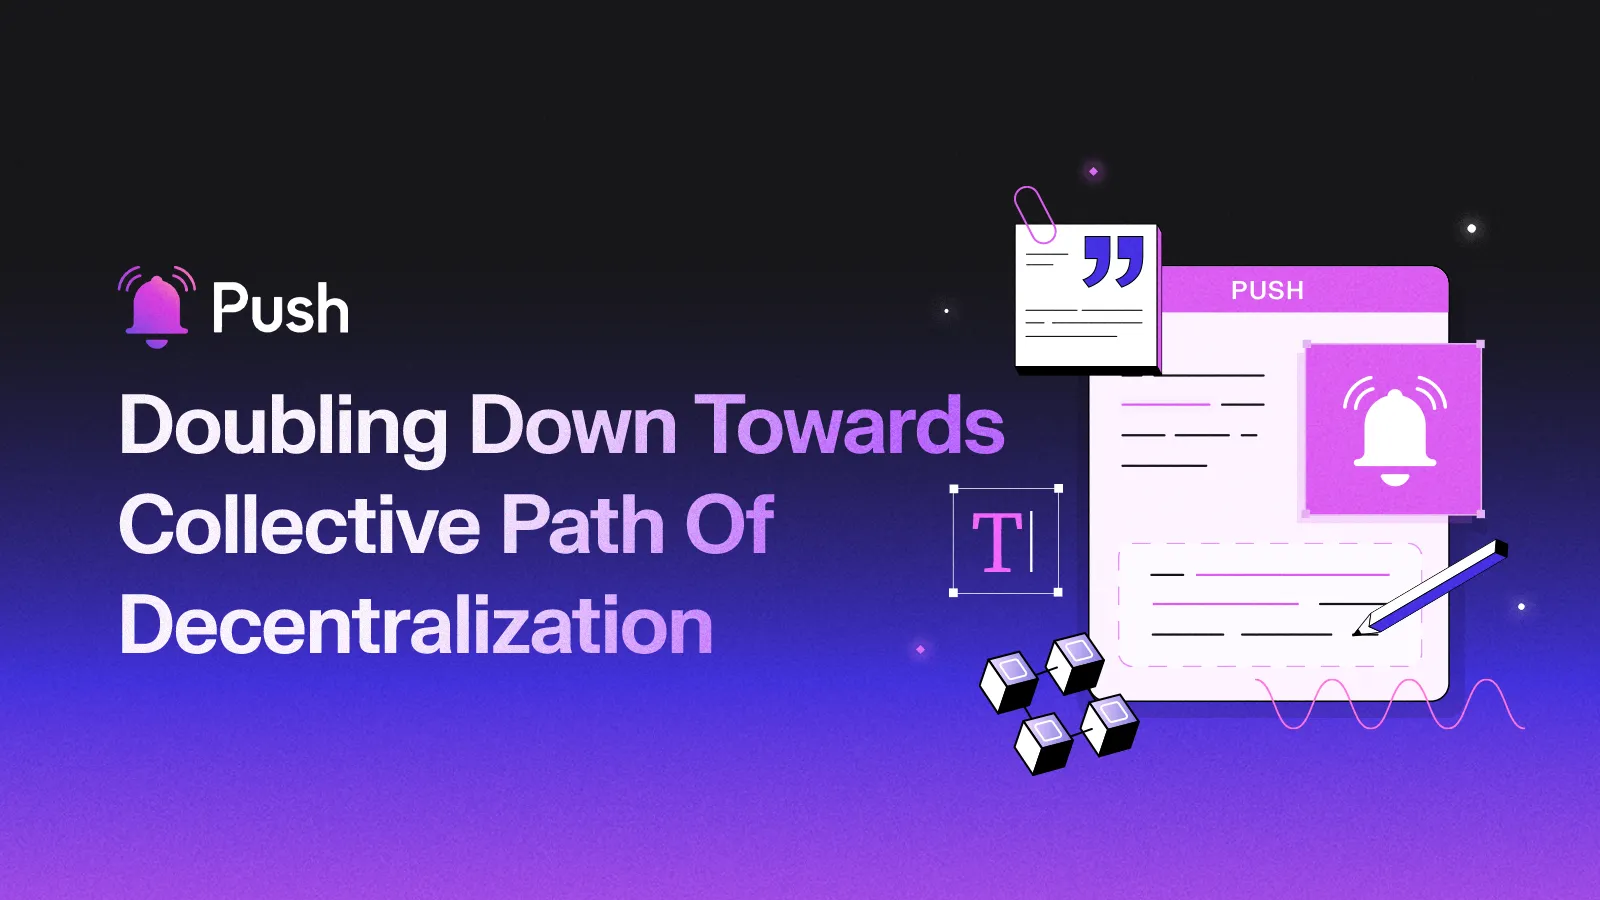 Push
Doubling Down Towards
Collective Path Of
Decentralization
”
PUSH
T